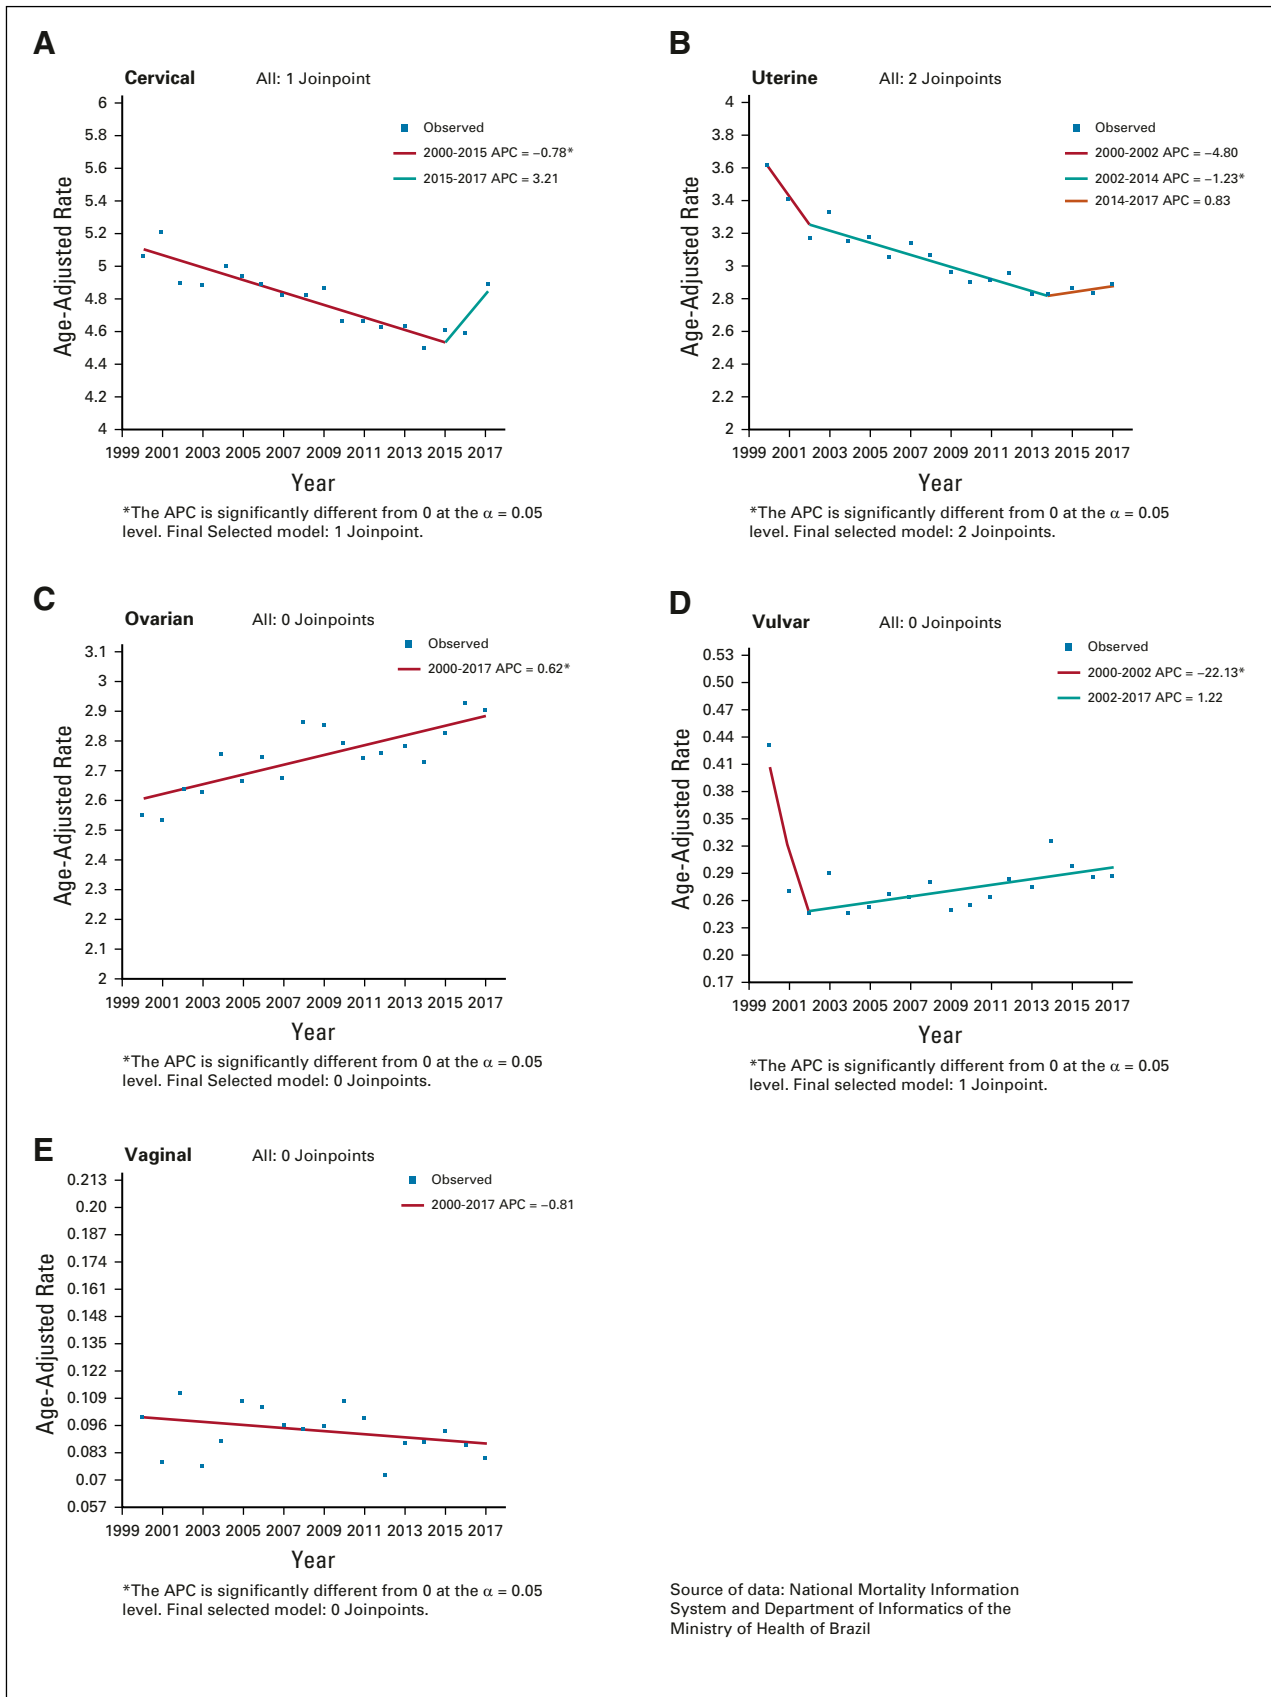 A
Cervical All: 1 Joinpoint
Observed
2000-2015 APC = −0.78*
2015-2017 APC = 3.21
Age-Adjusted Rate
6
5.8
5.6
5.4
5.2
5
4.8
4.6
4.4
4.2
4
1999 2001 2003 2005 2007 2009 2011 2013 2015 2017
Year
*The APC is significantly different from 0 at the α = 0.05
level. Final Selected model: 1 Joinpoint.
B
Uterine All: 2 Joinpoints
Observed
2000-2002 APC = −4.80
2002-2014 APC = −1.23*
2014-2017 APC = 0.83
Age-Adjusted Rate
4
3.8
3.6
3.4
3.2
3
2.8
2.6
2.4
2.2
2
1999 2001 2003 2005 2007 2009 2011 2013 2015 2017
Year
*The APC is significantly different from 0 at the α = 0.05
level. Final selected model: 2 Joinpoints.
C
Ovarian All: 0 Joinpoints
Observed
2000-2017 APC = 0.62*
Age-Adjusted Rate
3.1
3
2.9
2.8
2.7
2.6
2.5
2.4
2.3
2.2
2.1
2
1999 2001 2003 2005 2007 2009 2011 2013 2015 2017
Year
*The APC is significantly different from 0 at the α = 0.05
level. Final Selected model: 0 Joinpoints.
D
Vulvar All: 0 Joinpoints
Observed
2000-2002 APC = −22.13*
2002-2017 APC = 1.22
Age-Adjusted Rate
0.53
0.50
0.47
0.44
0.41
0.38
0.35
0.32
0.29
0.26
0.23
0.20
0.17
1999 2001 2003 2005 2007 2009 2011 2013 2015 2017
Year
*The APC is significantly different from 0 at the α = 0.05
level. Final selected model: 1 Joinpoint.
E
Vaginal All: 0 Joinpoints
Observed
2000-2017 APC = −0.81
Age-Adjusted Rate
0.213
0.20
0.187
0.174
0.161
0.148
0.135
0.122
0.109
0.096
0.083
0.07
0.057
1999 2001 2003 2005 2007 2009 2011 2013 2015 2017
Year
*The APC is significantly different from 0 at the α = 0.05
level. Final selected model: 0 Joinpoints.
Source of data: National Mortality Information
System and Department of Informatics of the
Ministry of Health of Brazil